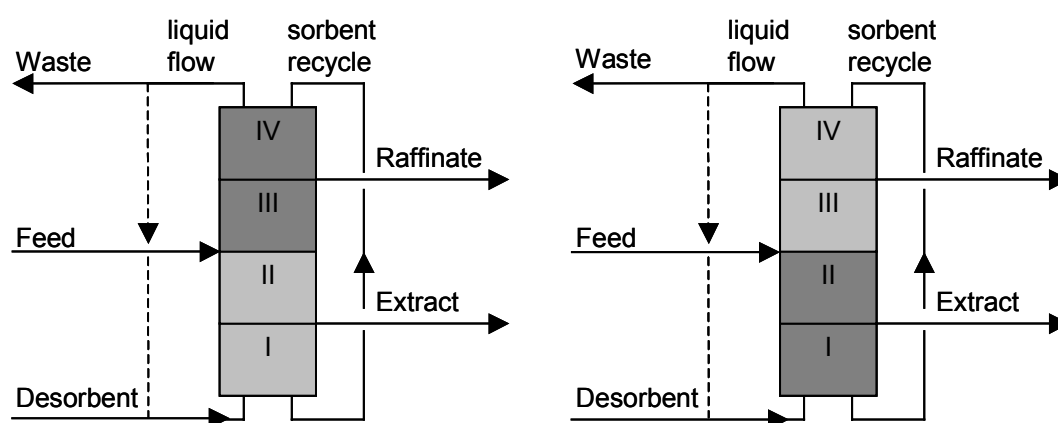 liquid
flow
sorbent
recycle
Waste
IV
Raffinate
III
Feed
II
Extract
I
Desorbent
liquid
flow
sorbent
recycle
Waste
IV
Raffinate
III
Feed
II
Extract
I
Desorbent